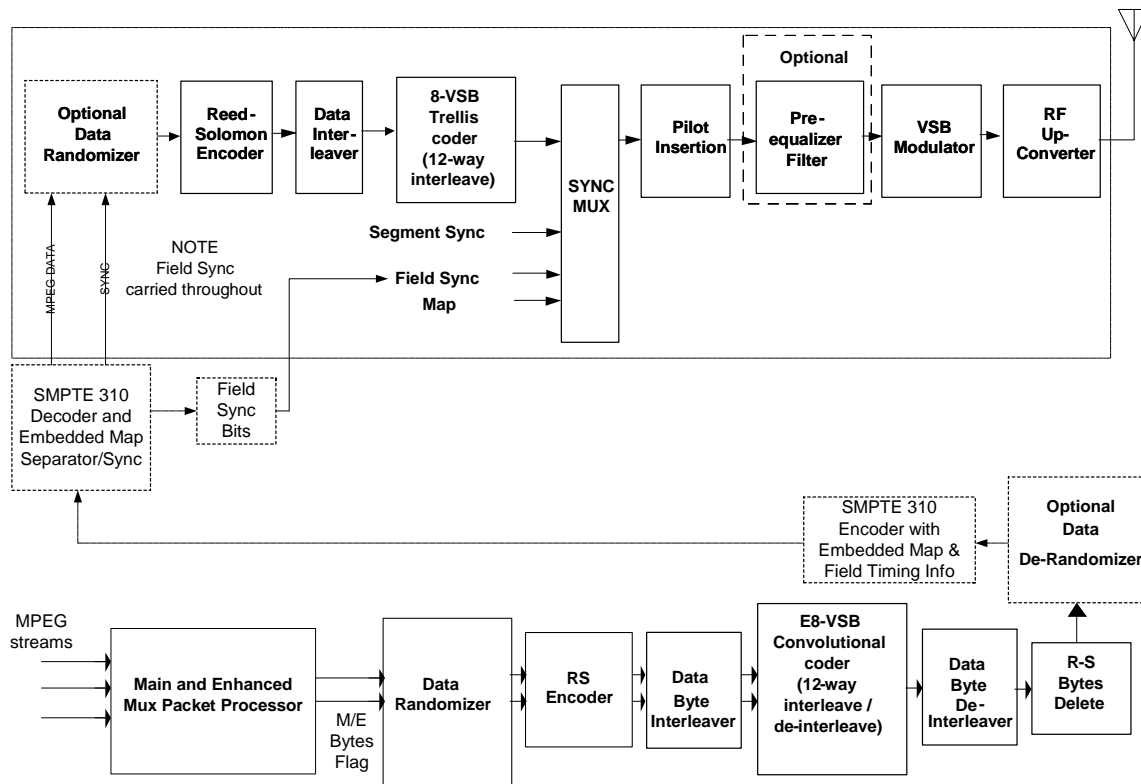 Optional
Data
Randomizer
Reed-
Solomon
Encoder
Data
Inter-
leaver
8-VSB
Trellis
coder
(12-way
interleave)
SYNC
MUX
Pilot
Insertion
Optional
Pre-
equalizer
Filter
VSB
Modulator
RF
Up-
Converter
Segment Sync
Field Sync
Map
MPEG DATA
SYNC
NOTE
Field Sync
carried throughout
SMPTE 310
Decoder and
Embedded Map
Separator/Sync
Field
Sync
Bits
SMPTE 310
Encoder with
Embedded Map &
Field Timing Info
Optional
Data
De-Randomizer
MPEG
streams
Main and Enhanced
Mux Packet Processor
M/E
Bytes
Flag
Data
Randomizer
RS
Encoder
Data
Byte
Interleaver
E8-VSB
Convolutional
coder
(12-way
interleave /
de-interleave)
Data
Byte
De-
Interleaver
R-S
Bytes
Delete